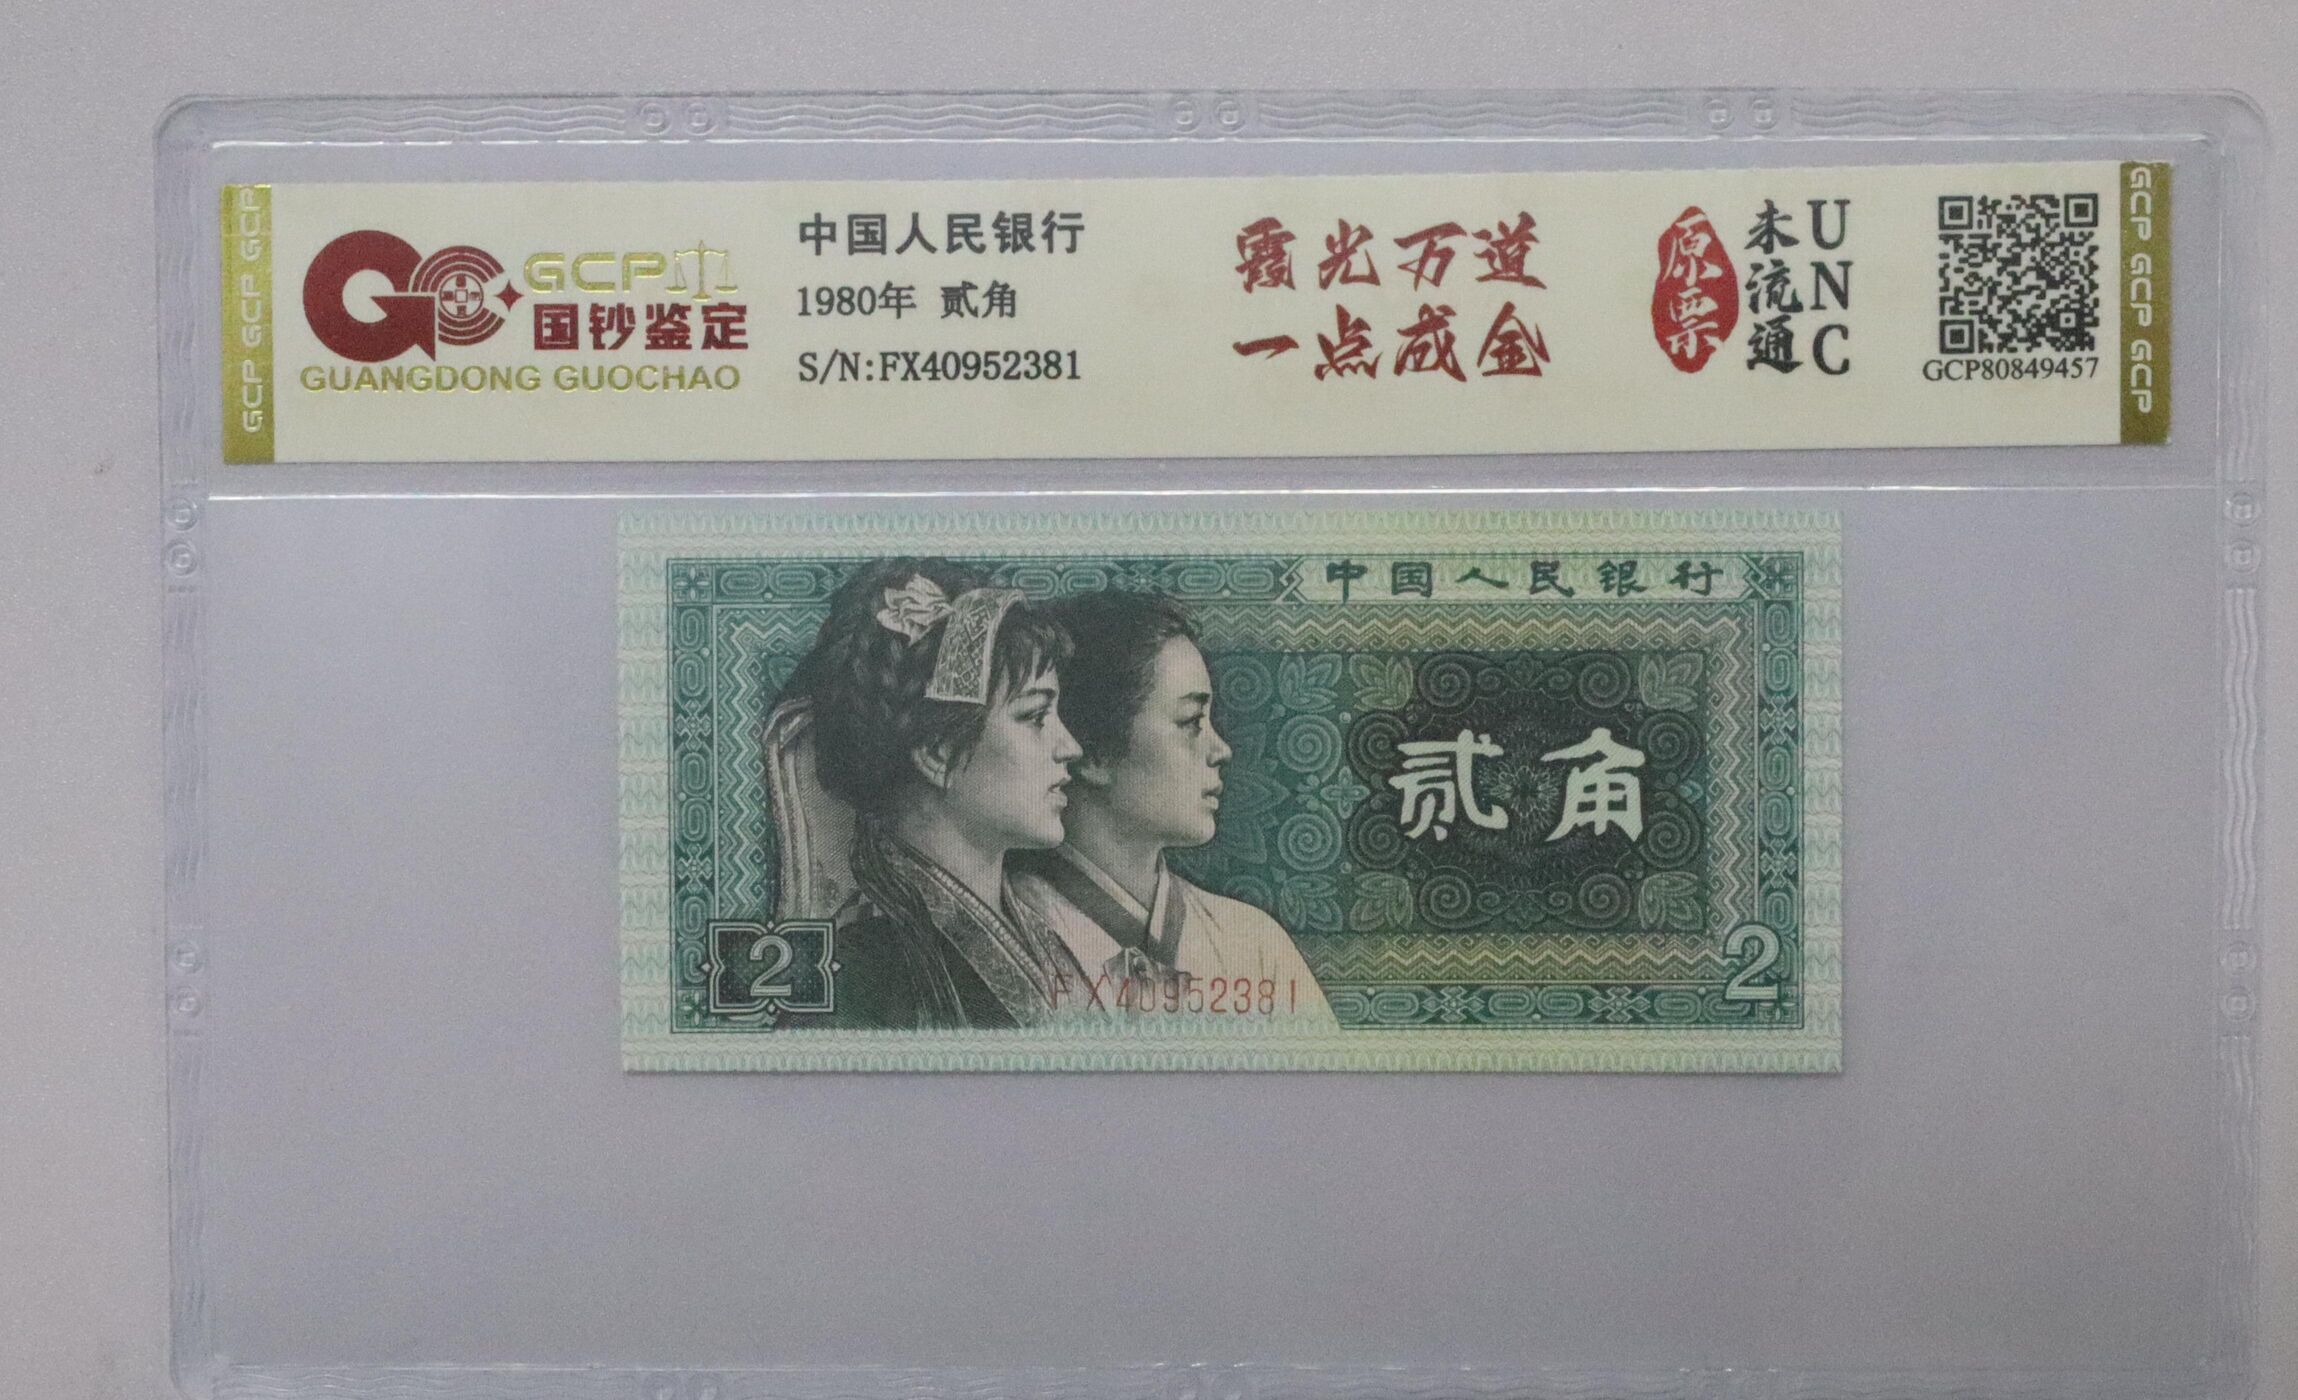 GCP GCP GCP
GCP
国钞鉴定
GUANGDONG GUOCHAO
中国人民银行
1980年 贰角
S/N:FX40952381
霞光万道
一点成金
原票
未流通
UNC
GCP80849457
GCP GCP GCP
中国人民银行
贰角
2
FX40952381
2